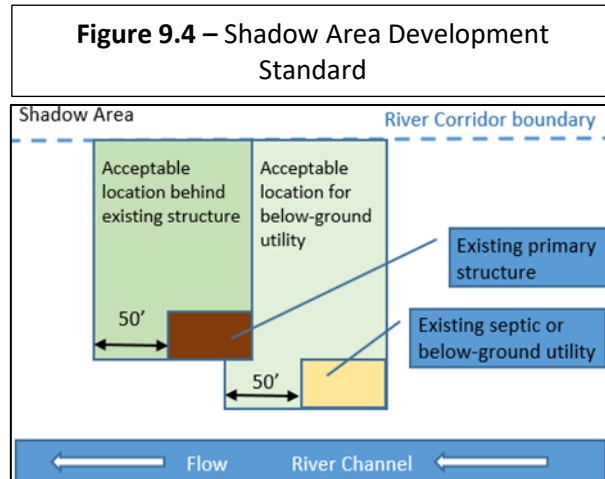 Figure 9.4 – Shadow Area Development
Standard
Shadow Area
River Corridor boundary
Acceptable
location behind
existing structure
Acceptable
location for
below-ground
utility
Existing primary
structure
50’
Existing septic or
below-ground utility
50’
Flow
River Channel